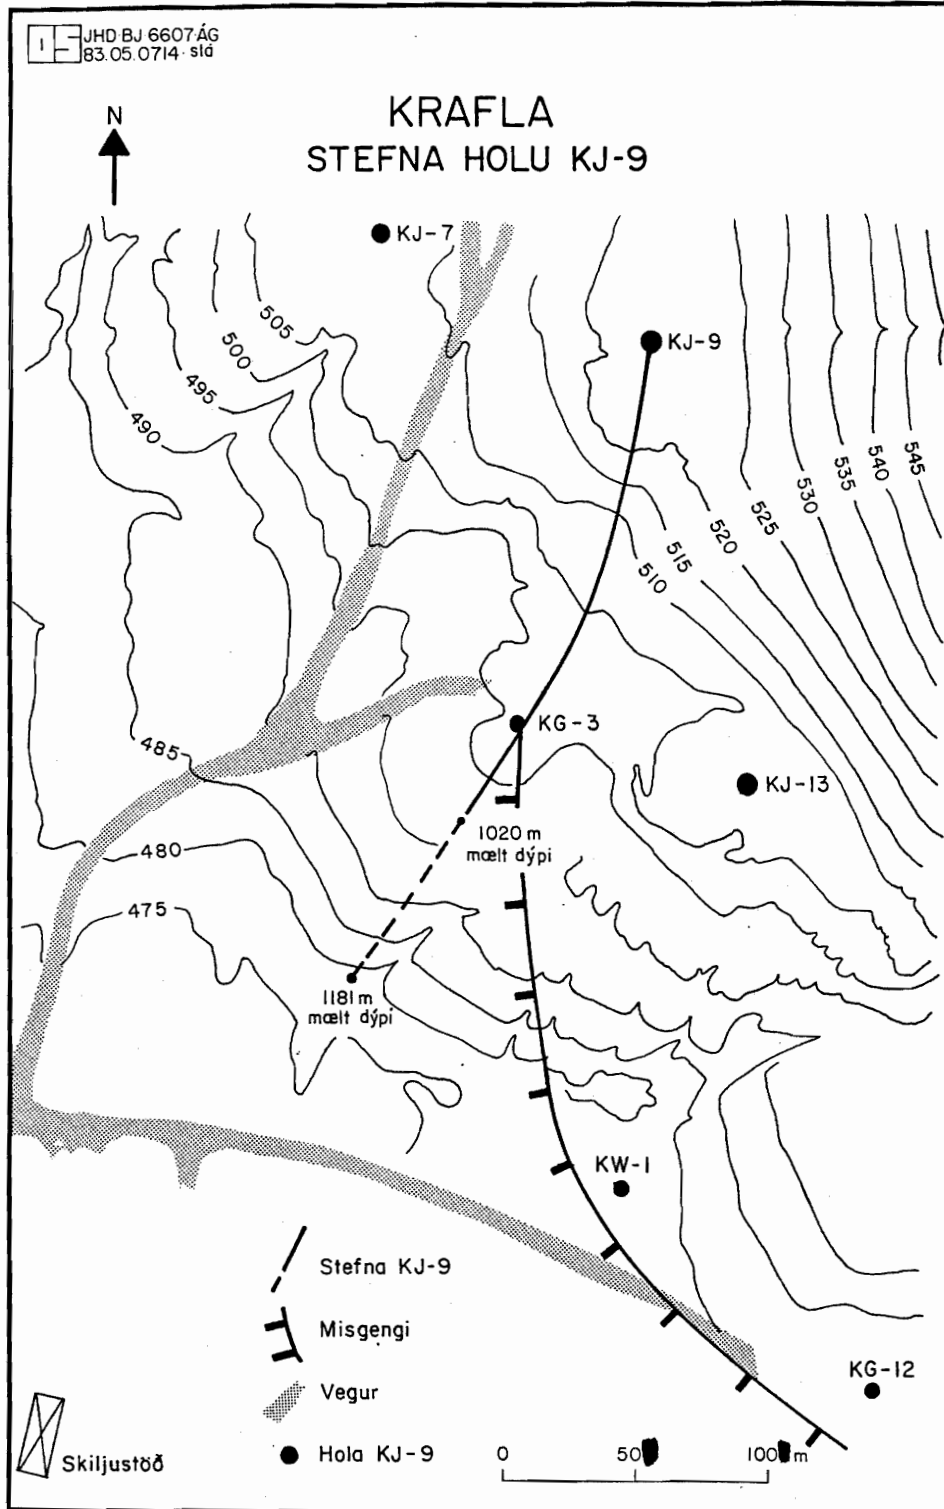 OS JHD·BJ 6607·ÁG
83.05.0714· slá
N
KRAFLA
STEFNA HOLU KJ-9
KJ-7
KJ-9
505
500
495
490
545
540
535
530
525
520
515
510
KG-3
KJ-13
485
1020 m
mælt dýpi
480
475
1181 m
mælt dýpi
KW-1
Stefna KJ-9
Misgengi
Vegur
Hola KJ-9
KG-12
Skiljustöð
0 50 100 m